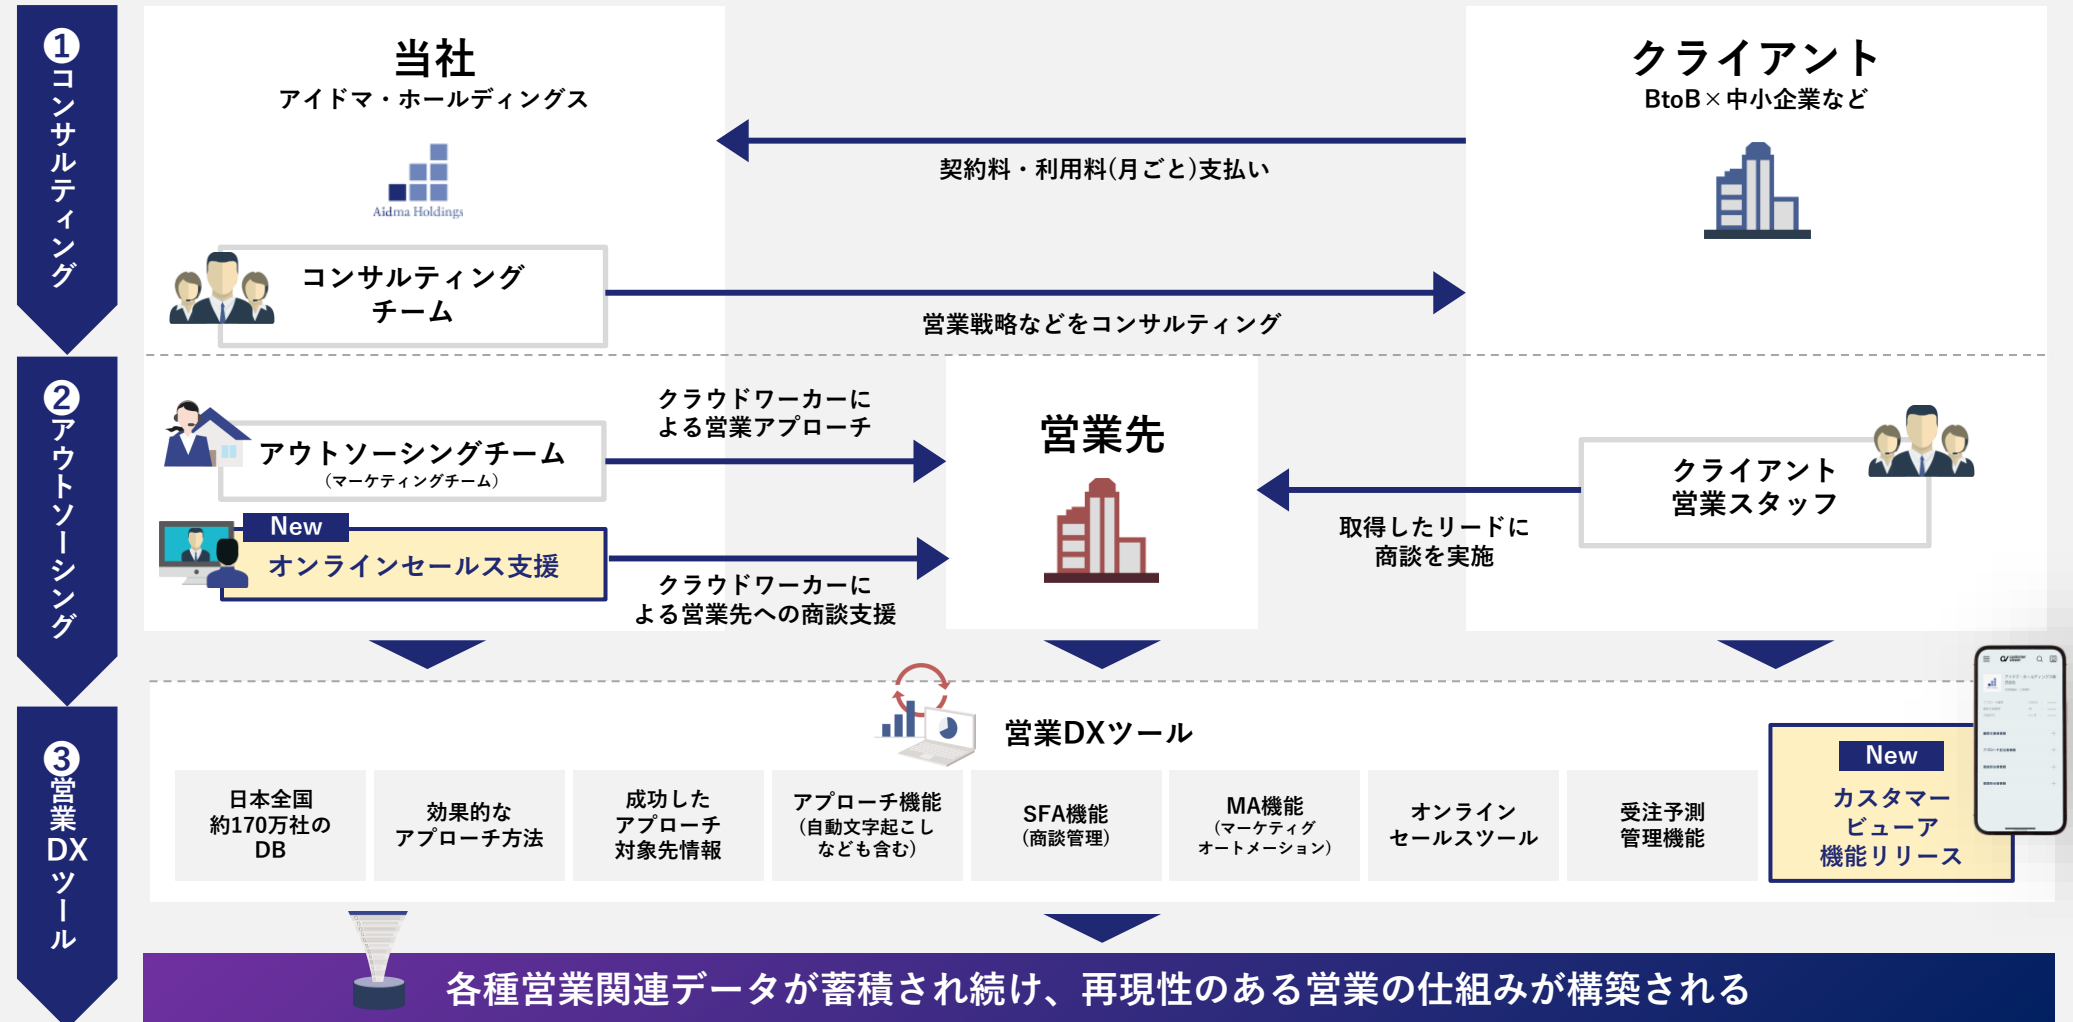 ❶コンサルティング
当社
アイドマ・ホールディングス
Aidma Holdings
クライアント
BtoB×中小企業など
契約料・利用料(月ごと)支払い
コンサルティング
チーム
営業戦略などをコンサルティング
❷アウトソーシング
アウトソーシングチーム
(マーケティングチーム)
クラウドワーカーに
よる営業アプローチ
New
オンラインセールス支援
クラウドワーカーに
よる営業先への商談支援
営業先
クライアント
営業スタッフ
取得したリードに
商談を実施
❸営業DXツール
営業DXツール
日本全国
約170万社の
DB
効果的な
アプローチ方法
成功した
アプローチ
対象先情報
アプローチ機能
(自動文字起こし
なども含む)
SFA機能
(商談管理)
MA機能
(マーケティグ
オートメーション)
オンライン
セールスツール
受注予測
管理機能
New
カスタマー
ビューア
機能リリース
各種営業関連データが蓄積され続け、再現性のある営業の仕組みが構築される